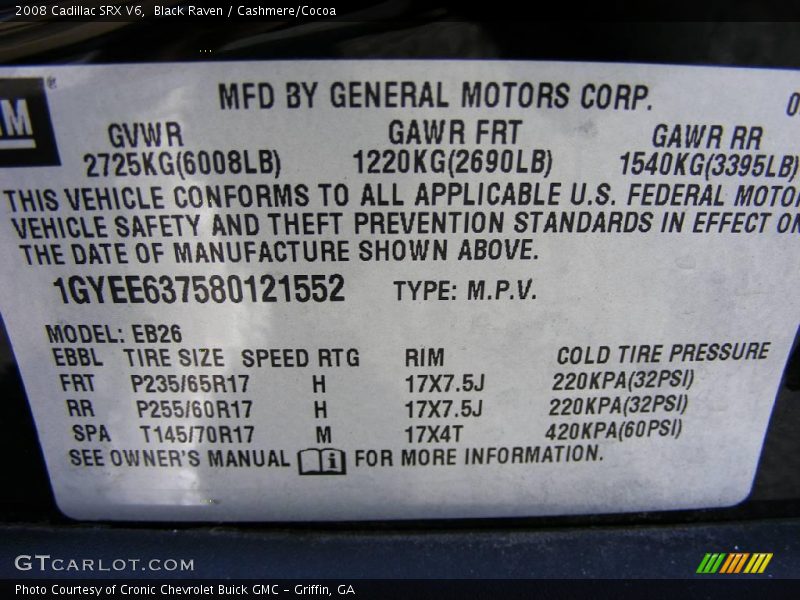 2008 Cadillac SRX V6,  Black Raven / Cashmere/Cocoa
...
MFD BY GENERAL MOTORS CORP.
GVWR GAWR FRT GAWR RR
2725KG(6008LB) 1220KG(2690LB) 1540KG(3395LB)
THIS VEHICLE CONFORMS TO ALL APPLICABLE U.S. FEDERAL MOTO
VEHICLE SAFETY AND THEFT PREVENTION STANDARDS IN EFFECT ON
THE DATE OF MANUFACTURE SHOWN ABOVE.
1GYEE637580121552 TYPE: M.P.V.
MODEL: EB26
EBBL TIRE SIZE SPEED RTG RIM COLD TIRE PRESSURE
FRT P235/65R17 H 17X7.5J 220KPA(32PSI)
RR P255/60R17 H 17X7.5J 220KPA(32PSI)
SPA T145/70R17 M 17X4T 420KPA(60PSI)
SEE OWNER'S MANUAL i FOR MORE INFORMATION.
GTCARLOT.COM
Photo Courtesy of Cronic Chevrolet Buick GMC - Griffin, GA